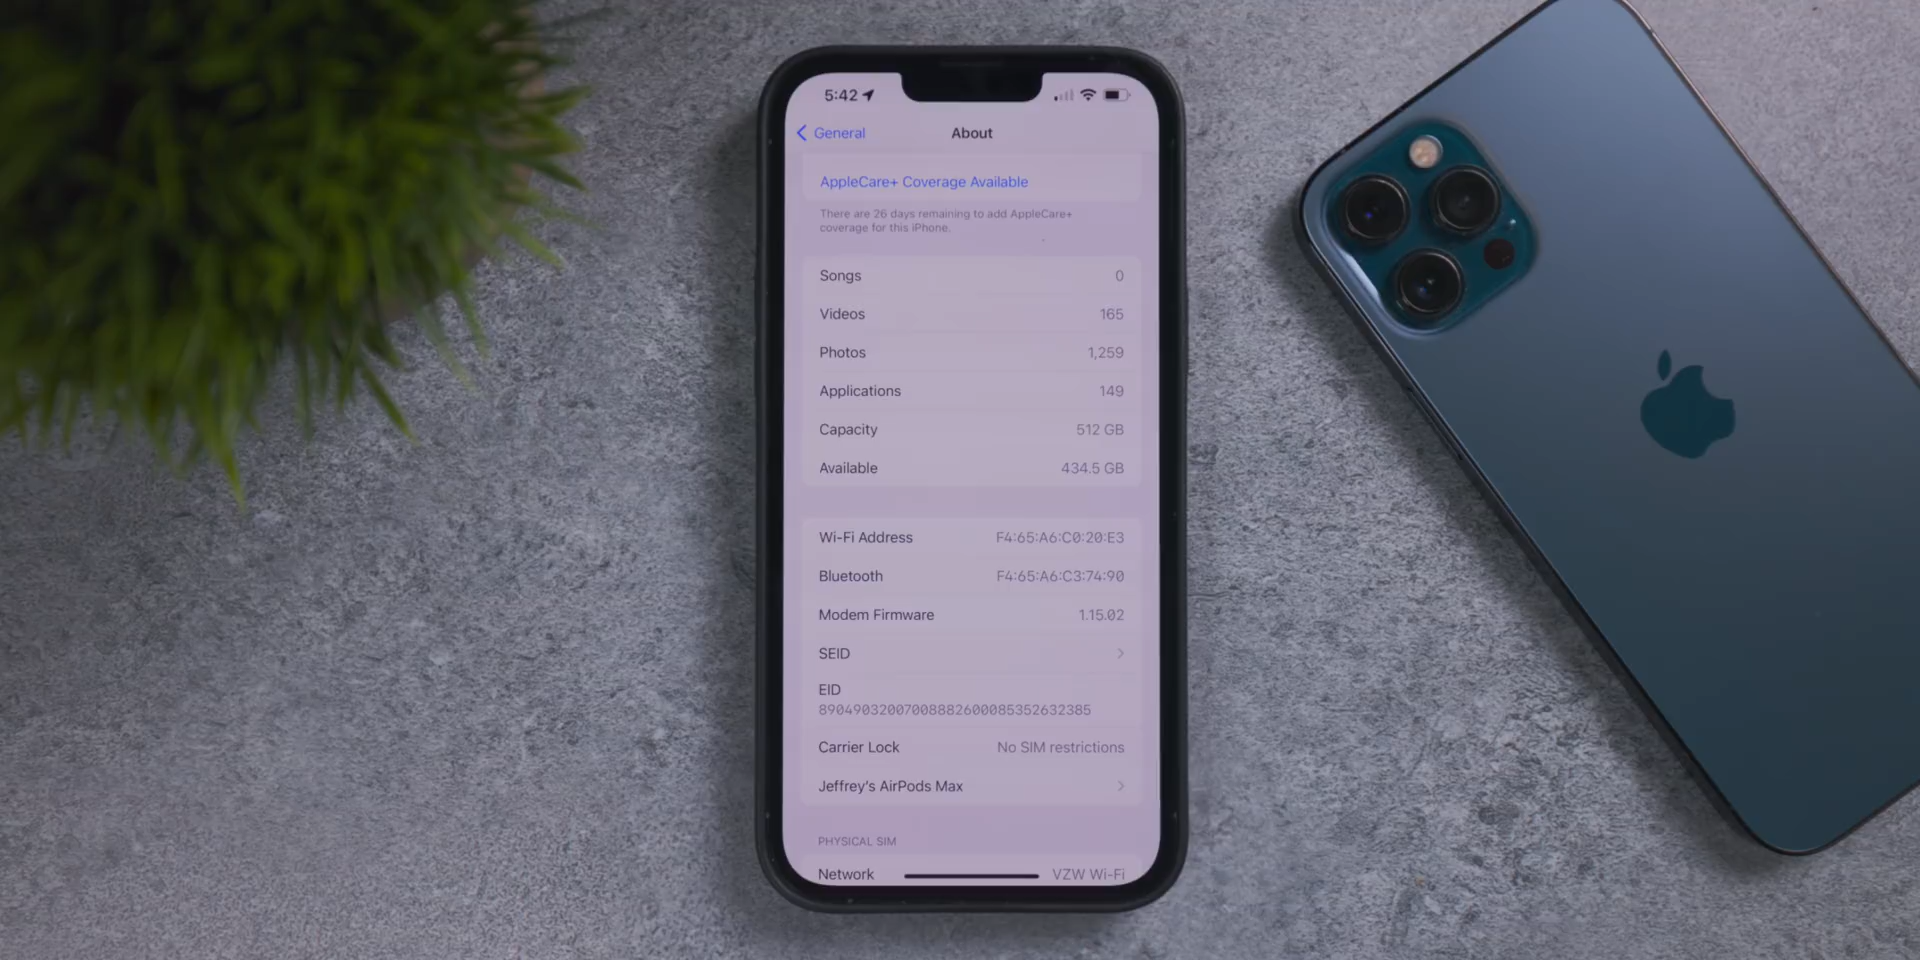 5:42
General
About
AppleCare+ Coverage Available
There are 26 days remaining to add AppleCare+
coverage for this iPhone.
Songs 0
Videos 165
Photos 1,259
Applications 149
Capacity 512 GB
Available 434.5 GB
Wi-Fi Address F4:65:A6:C0:20:E3
Bluetooth F4:65:A6:C3:74:90
Modem Firmware 1.15.02
SEID
EID
89049032007008882600085352632385
Carrier Lock No SIM restrictions
Jeffrey's AirPods Max
PHYSICAL SIM
Network VZW Wi-Fi